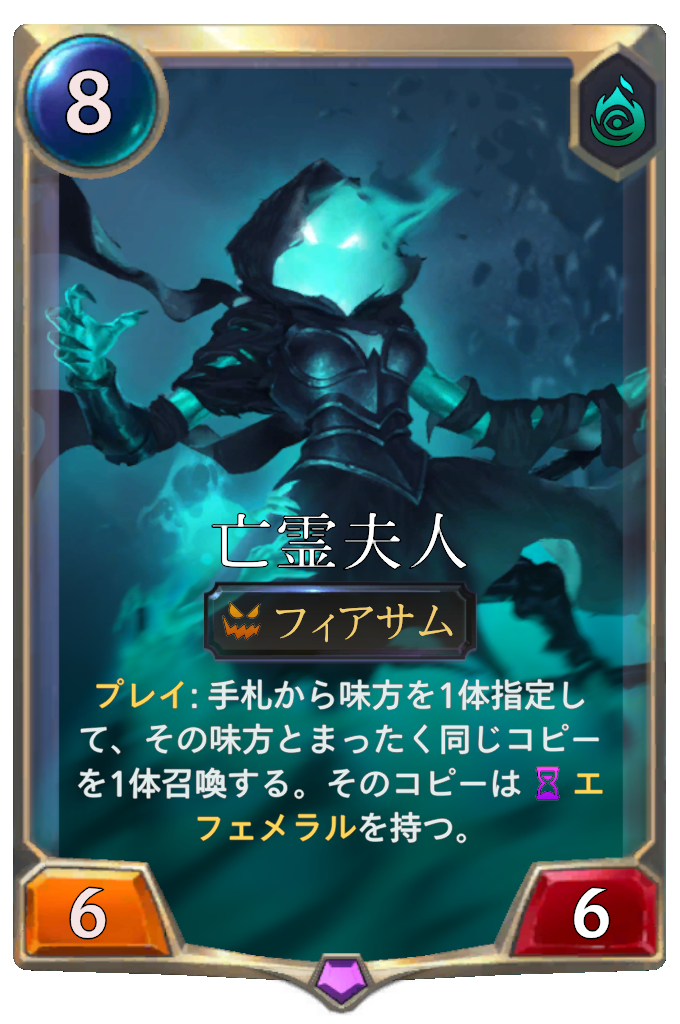 8
亡霊夫人
フィアサム
プレイ: 手札から味方を1体指定し
て、その味方とまったく同じコピー
を1体召喚する。そのコピーは エ
フェメラルを持つ。
6
6